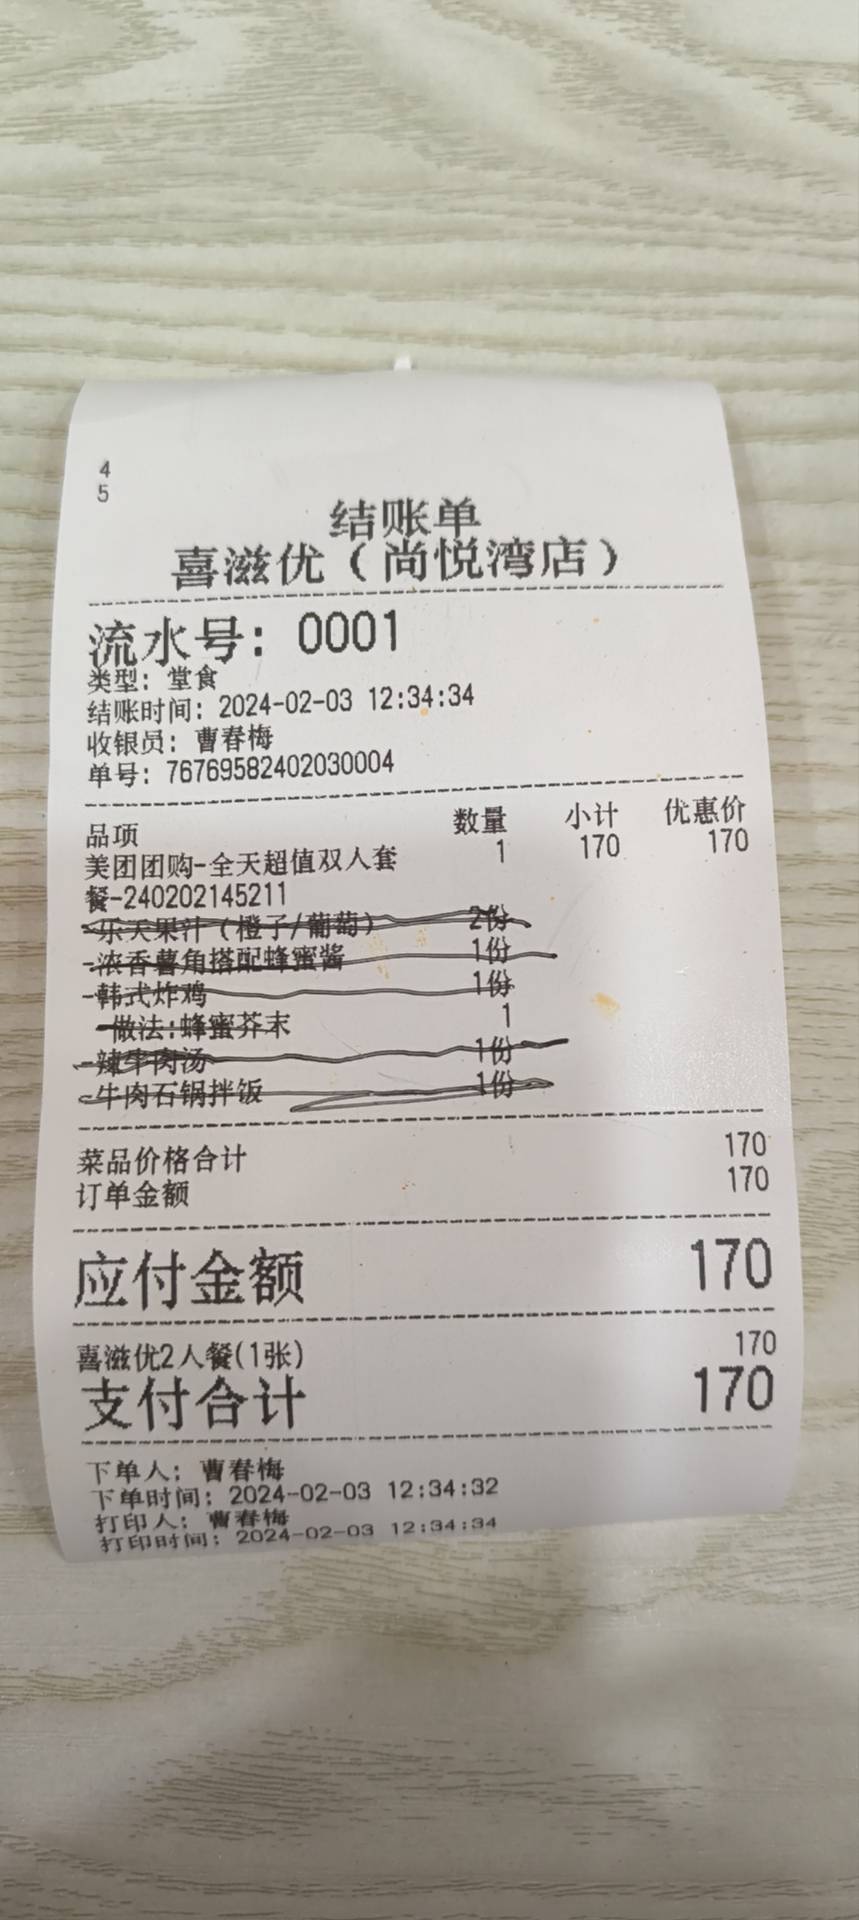 4
5
结账单
喜滋优（尚悦湾店）
流水号：0001
类型：堂食
结账时间：2024-02-03 12:34:34
收银员：曹春梅
单号：76769582402030004
品项 数量 小计 优惠价
美团团购-全天超值双人套 1 170 170
餐-240202145211
-乐天果汁（橙子/葡萄） 2份
-浓香薯角搭配蜂蜜酱 1份
-韩式炸鸡 1份
-做法:蜂蜜芥末 1
-辣牛肉汤 1份
-牛肉石锅拌饭 1份
菜品价格合计 170
订单金额 170
应付金额 170
喜滋优2人餐(1张) 170
支付合计 170
下单人：曹春梅
下单时间：2024-02-03 12:34:32
打印人：曹春梅
打印时间：2024-02-03 12:34:34